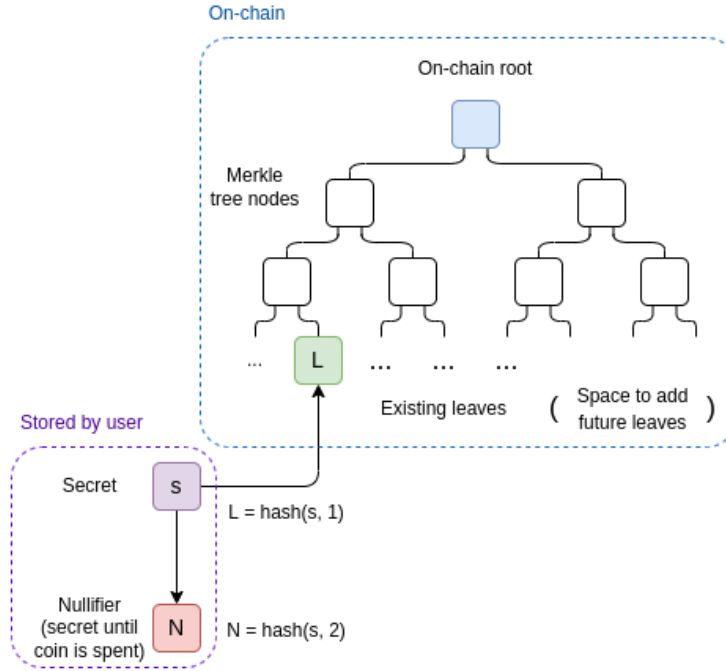 On-chain
On-chain root
Merkle
tree nodes
...
L
...
...
...
Existing leaves
( Space to add
future leaves )
Stored by user
Secret
s
L = hash(s, 1)
Nullifier
(secret until
coin is spent)
N
N = hash(s, 2)